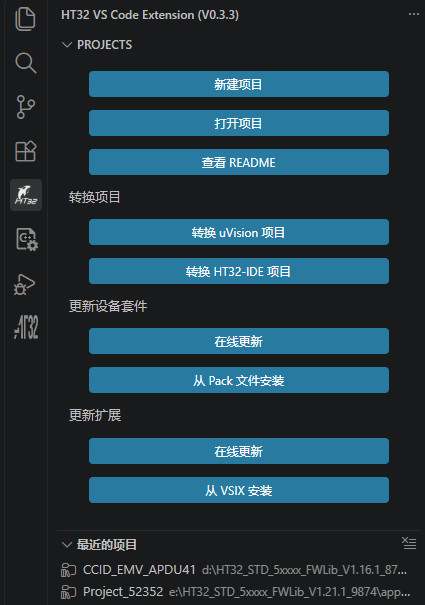 HT32 VS Code Extension (V0.3.3)
PROJECTS
新建项目
打开项目
查看 README
转换项目
转换 uVision 项目
转换 HT32-IDE 项目
更新设备套件
在线更新
从 Pack 文件安装
更新扩展
在线更新
从 VSIX 安装
最近的项目
CCID_EMV_APDU41 d:\HT32_STD_5xxxx_FWLib_V1.16.1_87...
Project_52352 e:\HT32_STD_5xxxx_FWLib_V1.21.1_9874\app...
HT32